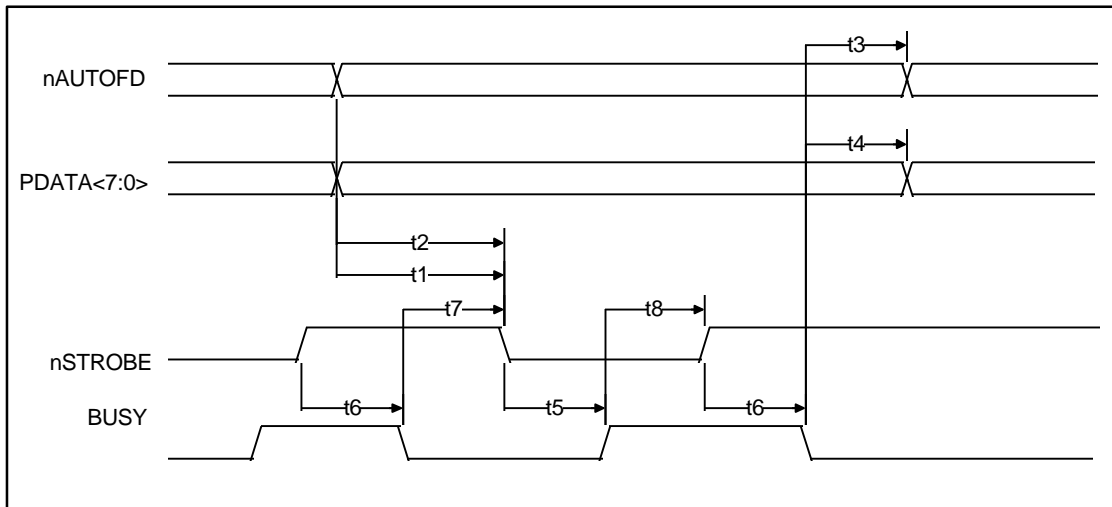 t3
nAUTOFD
t4
PDATA<7:0>
t2
t1
t7
t8
nSTROBE
t6
t5
t6
BUSY